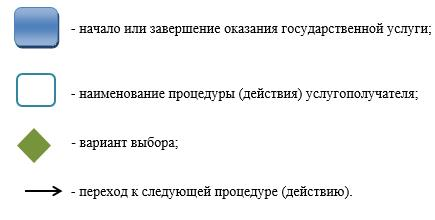 - начало или завершение оказания государственной услуги;
- наименование процедуры (действия) услугополучателя;
- вариант выбора;
- переход к следующей процедуре (действию).